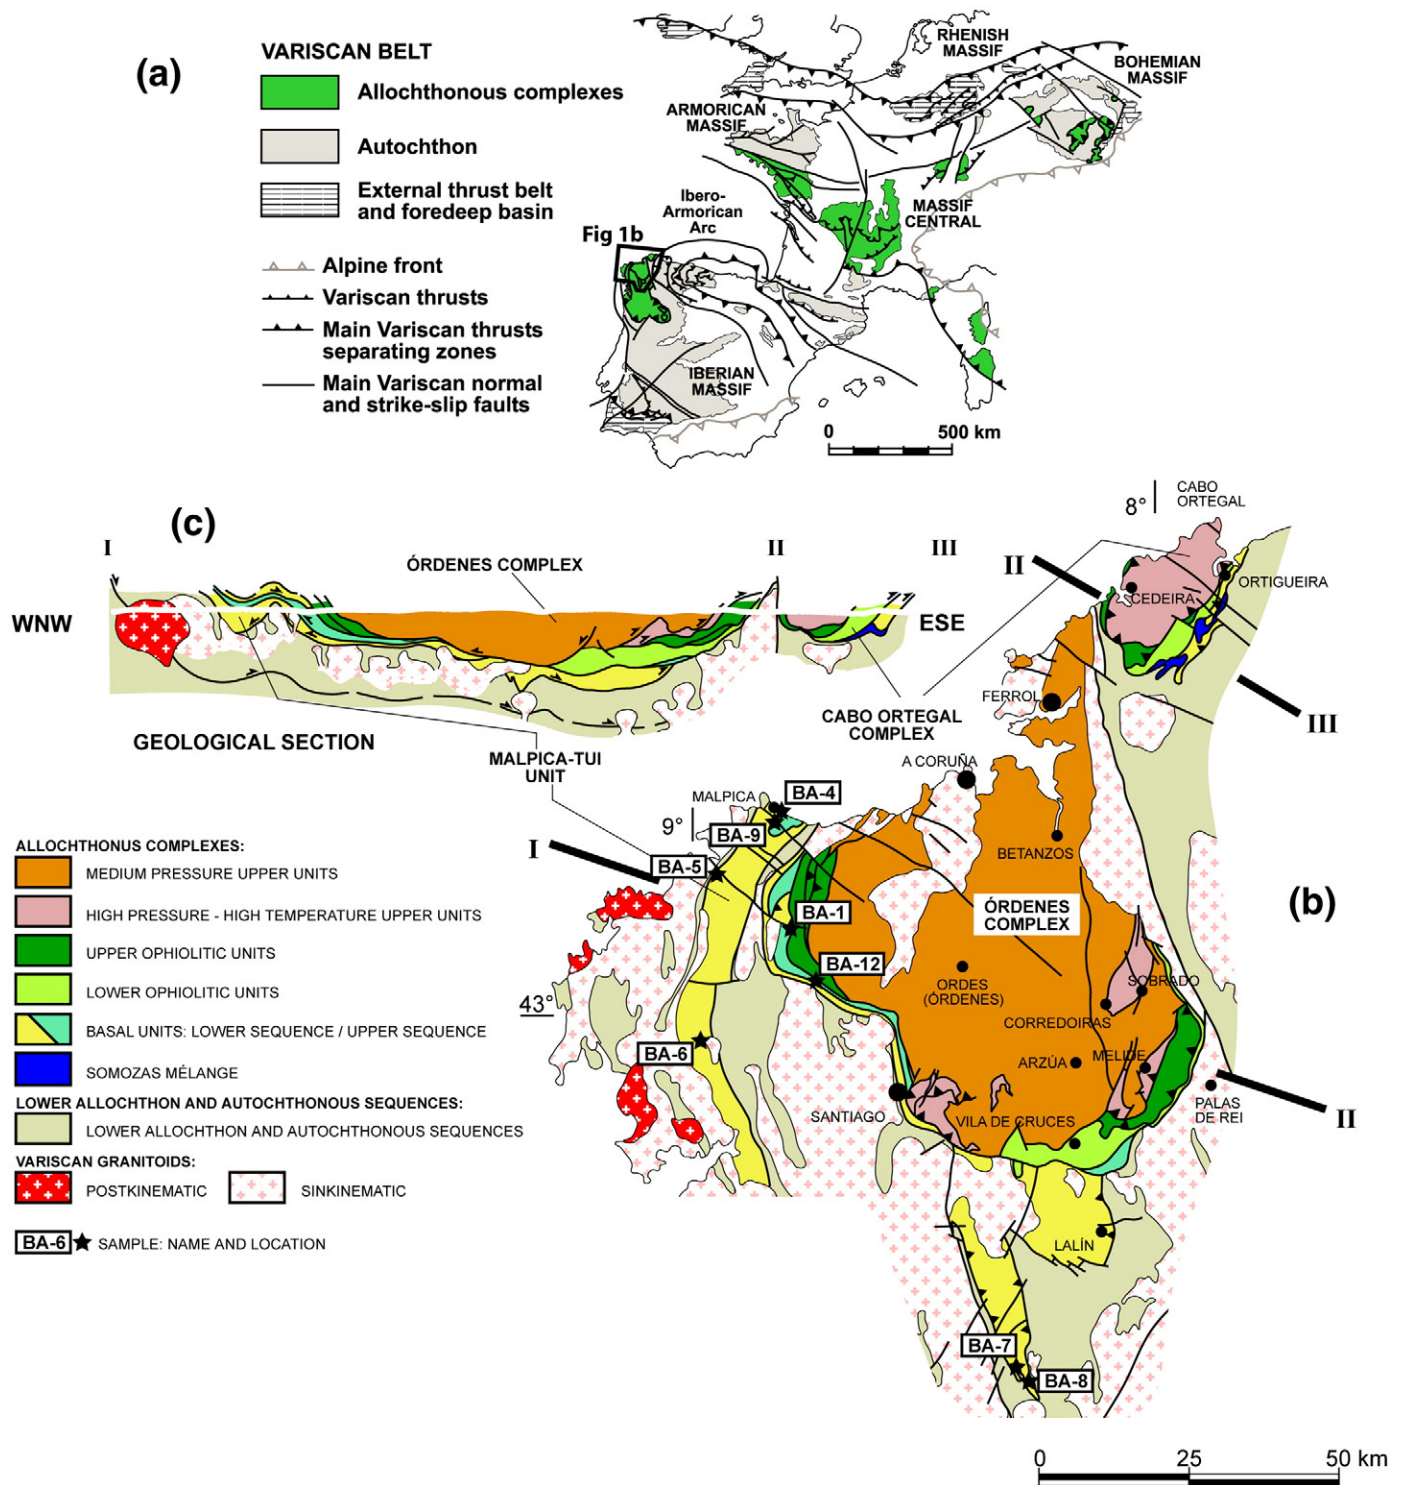 (a)
VARISCAN BELT
Allochthonous complexes
Autochthon
External thrust belt
and foredeep basin
Alpine front
Variscan thrusts
Main Variscan thrusts
separating zones
Main Variscan normal
and strike-slip faults
RHENISH
MASSIF
BOHEMIAN
MASSIF
ARMORICAN
MASSIF
Ibero-
Armorican
Arc
MASSIF
CENTRAL
Fig 1b
IBERIAN
MASSIF
0 500 km
(c)
I
II
III
ÓRDENES COMPLEX
WNW
ESE
GEOLOGICAL SECTION
MALPICA-TUI
UNIT
CABO ORTEGAL
COMPLEX
8°
CABO
ORTEGAL
II
CEDEIRA
ORTIGUEIRA
III
FERROL
A CORUÑA
MALPICA
BA-4
9°
BA-9
I
BA-5
BETANZOS
BA-1
ÓRDENES
COMPLEX
(b)
BA-12
ORDES
(ÓRDENES)
SOBRADO
43°
CORREDOIRAS
BA-6
ARZÚA
MELIDE
SANTIAGO
VILA DE CRUCES
PALAS
DE REI
II
LALÍN
BA-7
BA-8
ALLOCHTHONUS COMPLEXES:
MEDIUM PRESSURE UPPER UNITS
HIGH PRESSURE - HIGH TEMPERATURE UPPER UNITS
UPPER OPHIOLITIC UNITS
LOWER OPHIOLITIC UNITS
BASAL UNITS: LOWER SEQUENCE / UPPER SEQUENCE
SOMOZAS MÉLANGE
LOWER ALLOCHTHON AND AUTOCHTHONOUS SEQUENCES:
LOWER ALLOCHTHON AND AUTOCHTHONOUS SEQUENCES
VARISCAN GRANITOIDS:
POSTKINEMATIC SINKINEMATIC
BA-6 SAMPLE: NAME AND LOCATION
0 25 50 km